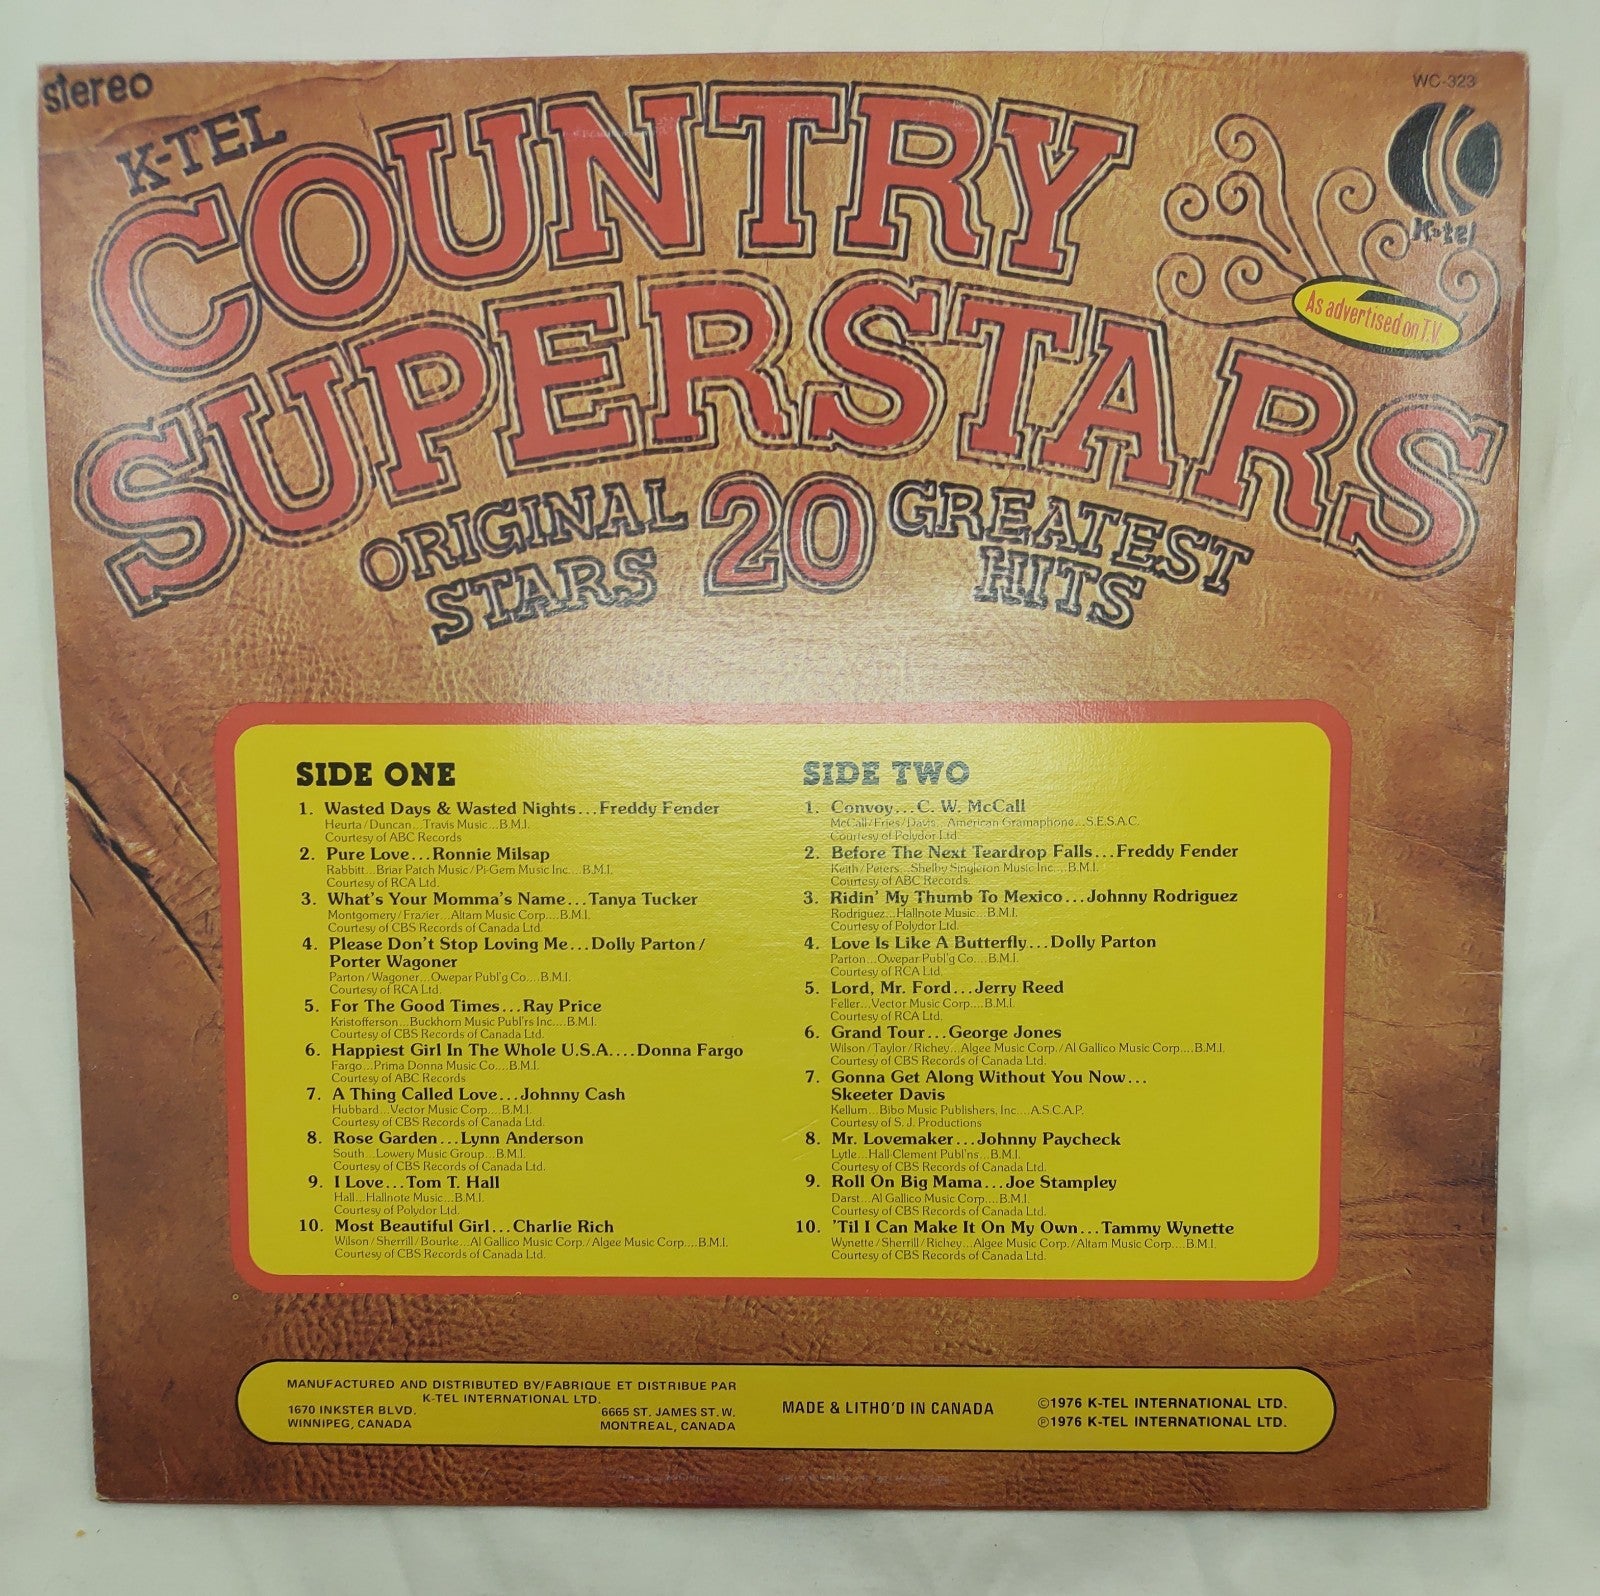 stereo
WC-323
K-TEL
COUNTRY
SUPERSTARS
K-tel
As advertised on T.V.
ORIGINAL
STARS
20
GREATEST
HITS
SIDE ONE
1. Wasted Days & Wasted Nights...Freddy Fender
Heurta/Duncan...Travis Music...B.M.I.
Courtesy of ABC Records
2. Pure Love...Ronnie Milsap
Rabbitt...Briar Patch Music/Pi-Gem Music Inc....B.M.I.
Courtesy of RCA Ltd.
3. What's Your Momma's Name...Tanya Tucker
Montgomery/Frazier...Altam Music Corp....B.M.I.
Courtesy of CBS Records of Canada Ltd.
4. Please Don't Stop Loving Me...Dolly Parton/
Porter Wagoner
Parton/Wagoner...Owepar Publ'g Co....B.M.I.
Courtesy of RCA Ltd.
5. For The Good Times...Ray Price
Kristofferson...Buckhorn Music Publ'rs Inc....B.M.I.
Courtesy of CBS Records of Canada Ltd.
6. Happiest Girl In The Whole U.S.A....Donna Fargo
Fargo...Prima Donna Music Co....B.M.I.
Courtesy of ABC Records
7. A Thing Called Love...Johnny Cash
Hubbard...Vector Music Corp....B.M.I.
Courtesy of CBS Records of Canada Ltd.
8. Rose Garden...Lynn Anderson
South...Lowery Music Group...B.M.I.
Courtesy of CBS Records of Canada Ltd.
9. I Love...Tom T. Hall
Hall...Hallnote Music...B.M.I.
Courtesy of Polydor Ltd.
10. Most Beautiful Girl...Charlie Rich
Wilson/Sherrill/Bourke...Al Gallico Music Corp./Algee Music Corp....B.M.I.
Courtesy of CBS Records of Canada Ltd.
SIDE TWO
1. Convoy...C. W. McCall
McCall/Fries/Davis...American Gramaphone...S.E.S.A.C.
Courtesy of Polydor Ltd.
2. Before The Next Teardrop Falls...Freddy Fender
Keith/Peters...Shelby Singleton Music Inc....B.M.I.
Courtesy of ABC Records.
3. Ridin' My Thumb To Mexico...Johnny Rodriguez
Rodriguez...Hallnote Music...B.M.I.
Courtesy of Polydor Ltd.
4. Love Is Like A Butterfly...Dolly Parton
Parton...Owepar Publ'g Co....B.M.I.
Courtesy of RCA Ltd.
5. Lord, Mr. Ford...Jerry Reed
Feller...Vector Music Corp....B.M.I.
Courtesy of RCA Ltd.
6. Grand Tour...George Jones
Wilson/Taylor/Richey...Algee Music Corp./Al Gallico Music Corp....B.M.I.
Courtesy of CBS Records of Canada Ltd.
7. Gonna Get Along Without You Now...
Skeeter Davis
Kellum...Bibo Music Publishers, Inc....A.S.C.A.P.
Courtesy of S. J. Productions
8. Mr. Lovemaker...Johnny Paycheck
Lytle...Hall-Clement Publ'ns...B.M.I.
Courtesy of CBS Records of Canada Ltd.
9. Roll On Big Mama...Joe Stampley
Darst...Al Gallico Music Corp....B.M.I.
Courtesy of CBS Records of Canada Ltd.
10. 'Til I Can Make It On My Own...Tammy Wynette
Wynette/Sherrill/Richey...Algee Music Corp./Altam Music Corp....B.M.I.
Courtesy of CBS Records of Canada Ltd.
MANUFACTURED AND DISTRIBUTED BY/FABRIQUE ET DISTRIBUE PAR
K-TEL INTERNATIONAL LTD.
1670 INKSTER BLVD.
WINNIPEG, CANADA
6665 ST. JAMES ST. W.
MONTREAL, CANADA
MADE & LITHO'D IN CANADA
©1976 K-TEL INTERNATIONAL LTD.
℗1976 K-TEL INTERNATIONAL LTD.